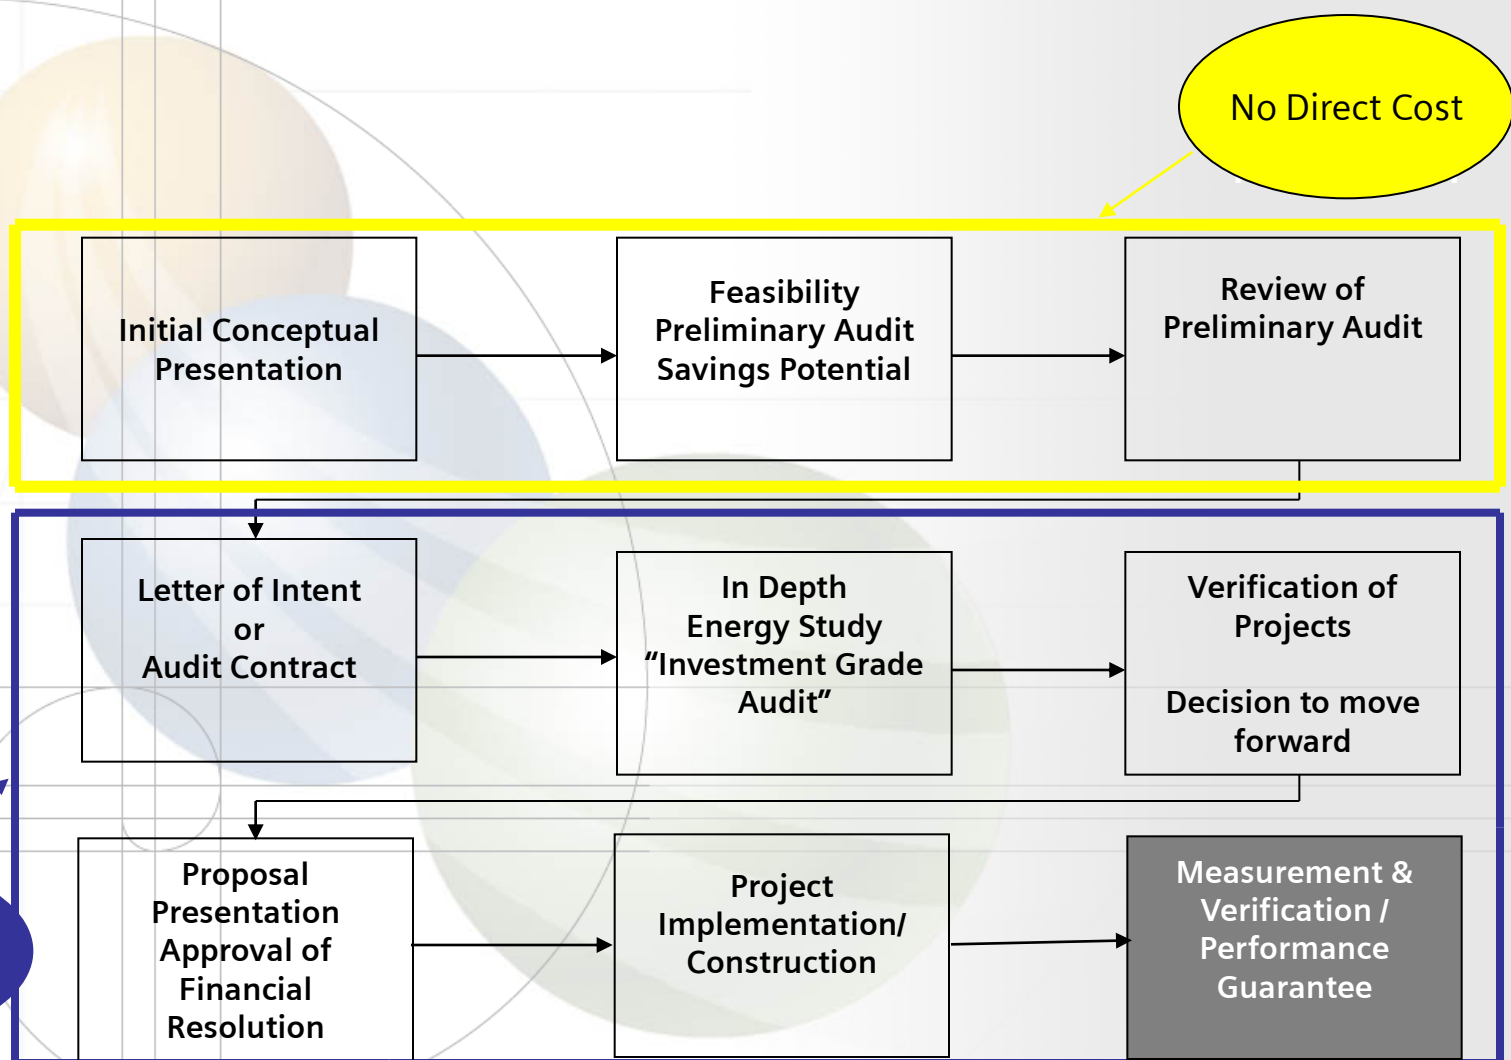 No Direct Cost
Initial Conceptual
Presentation
Feasibility
Preliminary Audit
Savings Potential
Review of
Preliminary Audit
Letter of Intent
or
Audit Contract
In Depth
Energy Study
“Investment Grade
Audit”
Verification of
Projects
Decision to move
forward
Proposal
Presentation
Approval of
Financial
Resolution
Project
Implementation/
Construction
Measurement &
Verification /
Performance
Guarantee